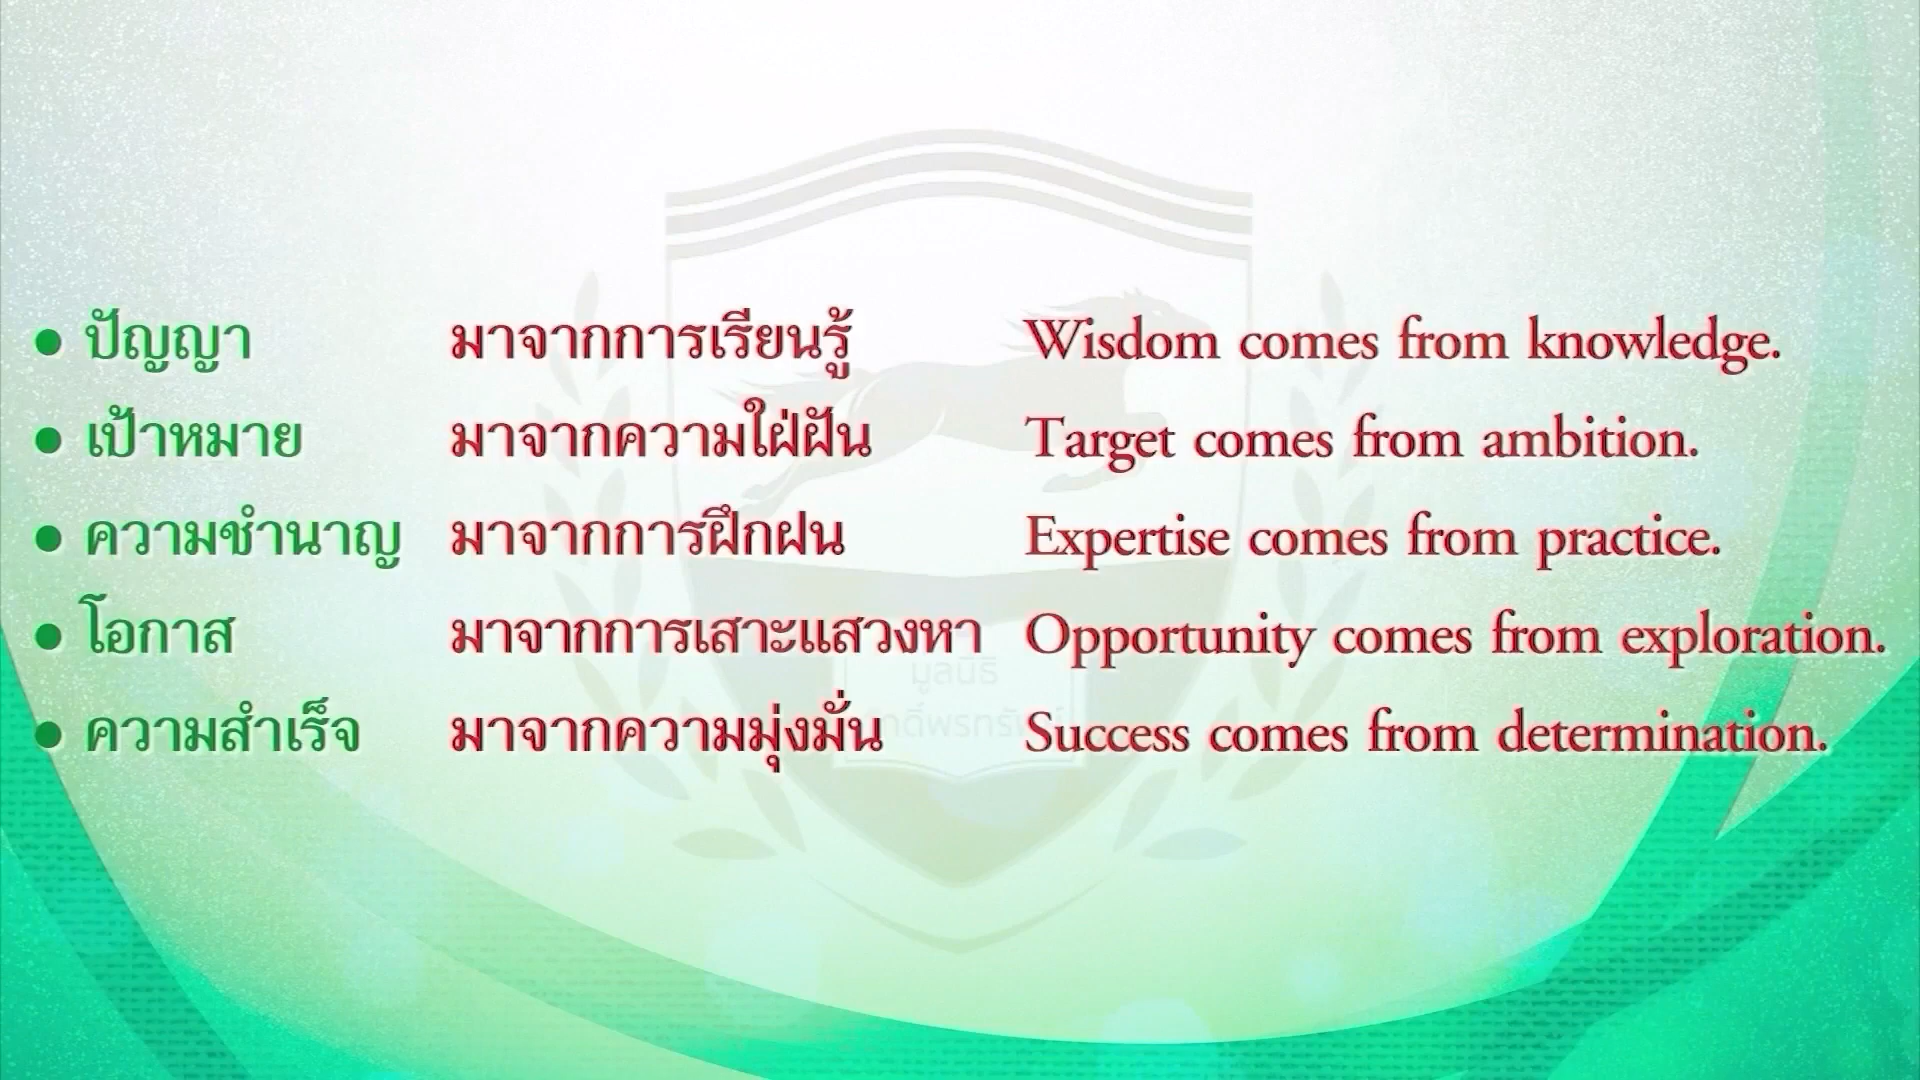 ● ปัญญา มาจากการเรียนรู้ Wisdom comes from knowledge.
● เป้าหมาย มาจากความใฝ่ฝัน Target comes from ambition.
● ความชำนาญ มาจากการฝึกฝน Expertise comes from practice.
● โอกาส มาจากการเสาะแสวงหา Opportunity comes from exploration.
มูลนิธิ
● ความสำเร็จ มาจากความมุ่งมั่น Success comes from determination.